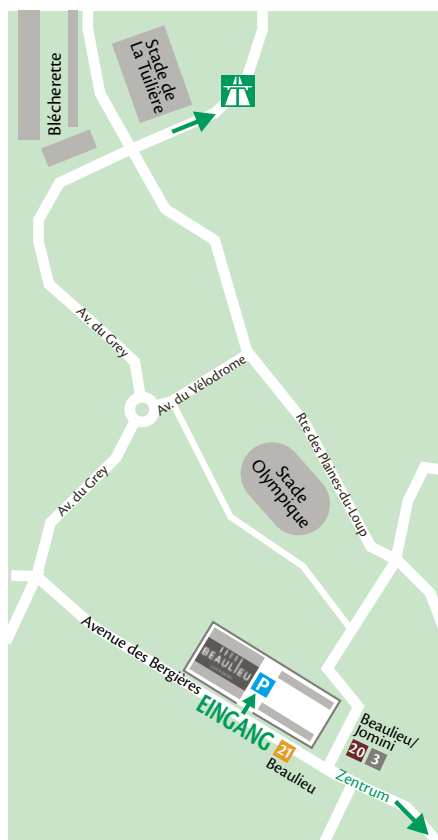 Blécherette
Stade de
La Tuilière
Av. du Grey
Av. du Vélodrome
Rte des Plaines-du-Loup
Av. du Grey
Stade
Olympique
Avenue des Bergières
BEAULIEU
P
EINGANG
21
Beaulieu
Beaulieu/
Jomini
20 3
Zentrum